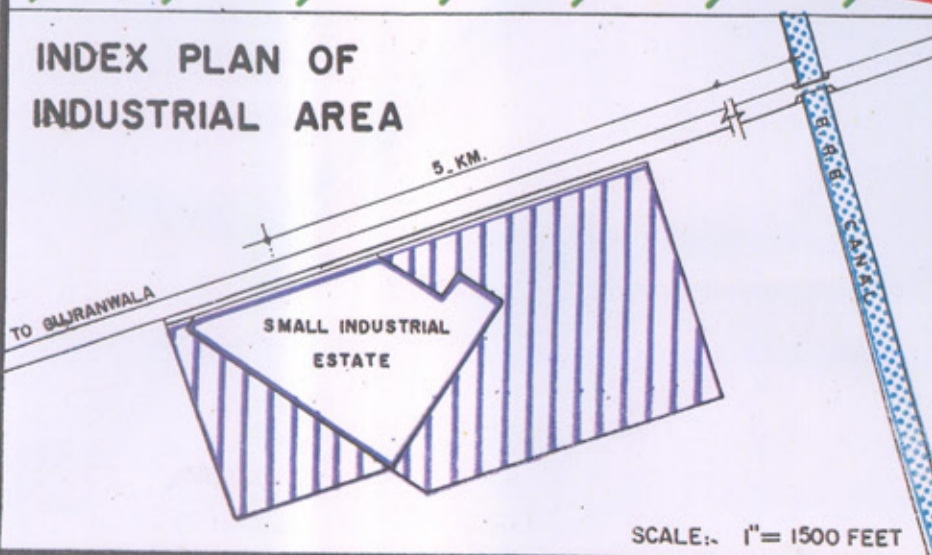 INDEX PLAN OF
INDUSTRIAL AREA
5. KM.
TO GUJRANWALA
SMALL INDUSTRIAL
ESTATE
B.R.B CANAL
SCALE:- 1"= 1500 FEET